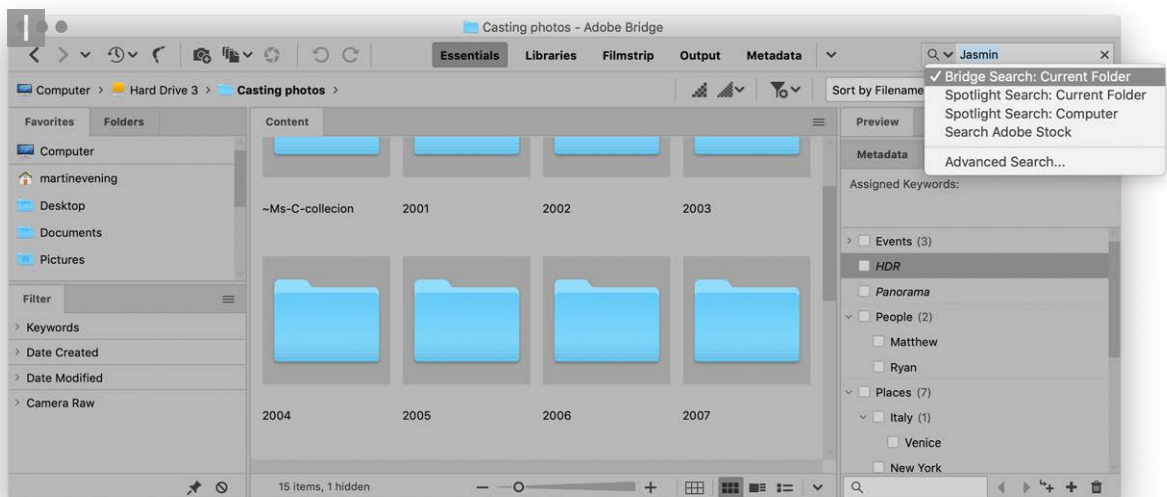 Casting photos - Adobe Bridge
Essentials Libraries Filmstrip Output Metadata
Jasmin
Bridge Search: Current Folder
Spotlight Search: Current Folder
Spotlight Search: Computer
Search Adobe Stock
Advanced Search...
Computer > Hard Drive 3 > Casting photos >
Sort by Filename
Favorites Folders
Computer
martinevening
Desktop
Documents
Pictures
Filter
Keywords
Date Created
Date Modified
Camera Raw
Content
~Ms-C-collecion 2001 2002 2003
2004 2005 2006 2007
15 items, 1 hidden
Preview
Metadata
Assigned Keywords:
Events (3)
HDR
Panorama
People (2)
Matthew
Ryan
Places (7)
Italy (1)
Venice
New York